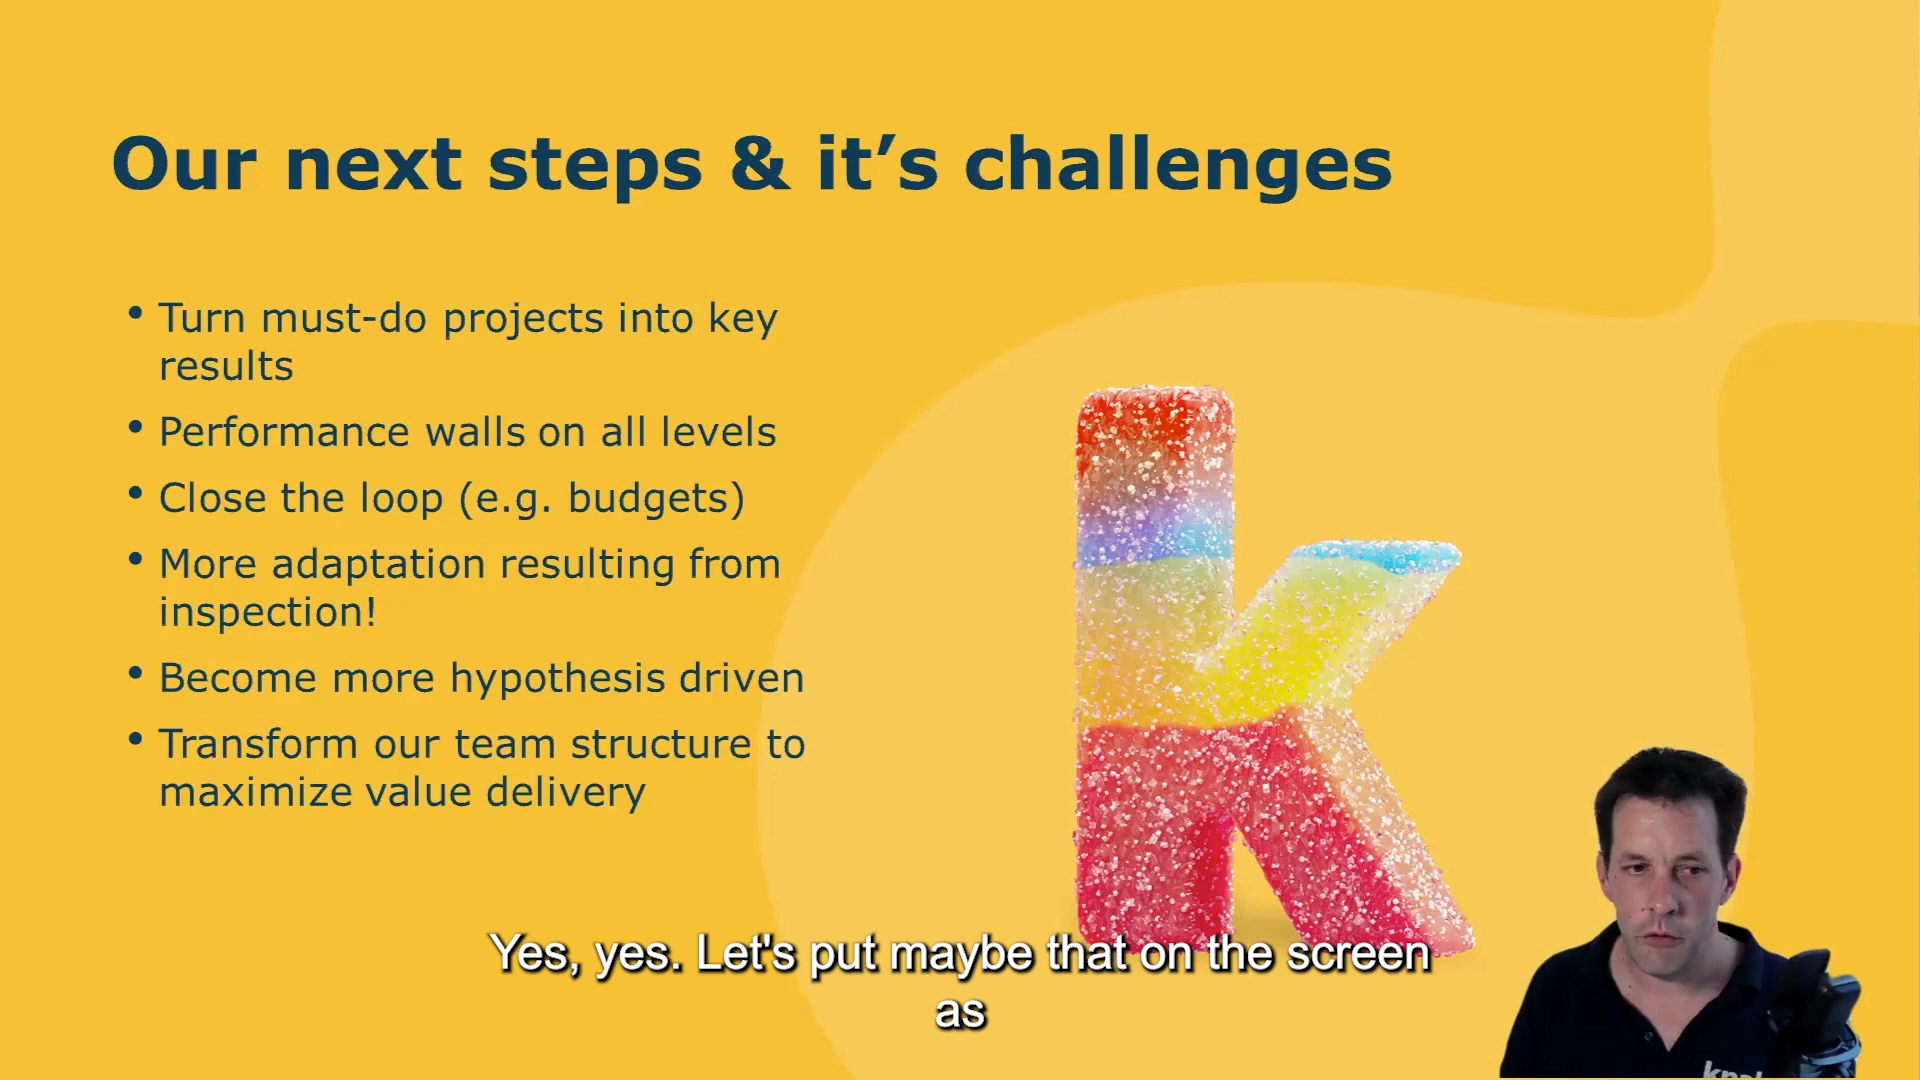 Our next steps & it’s challenges
• Turn must-do projects into key
results
• Performance walls on all levels
• Close the loop (e.g. budgets)
• More adaptation resulting from
inspection!
• Become more hypothesis driven
• Transform our team structure to
maximize value delivery
k
Yes, yes. Let's put maybe that on the screen
as